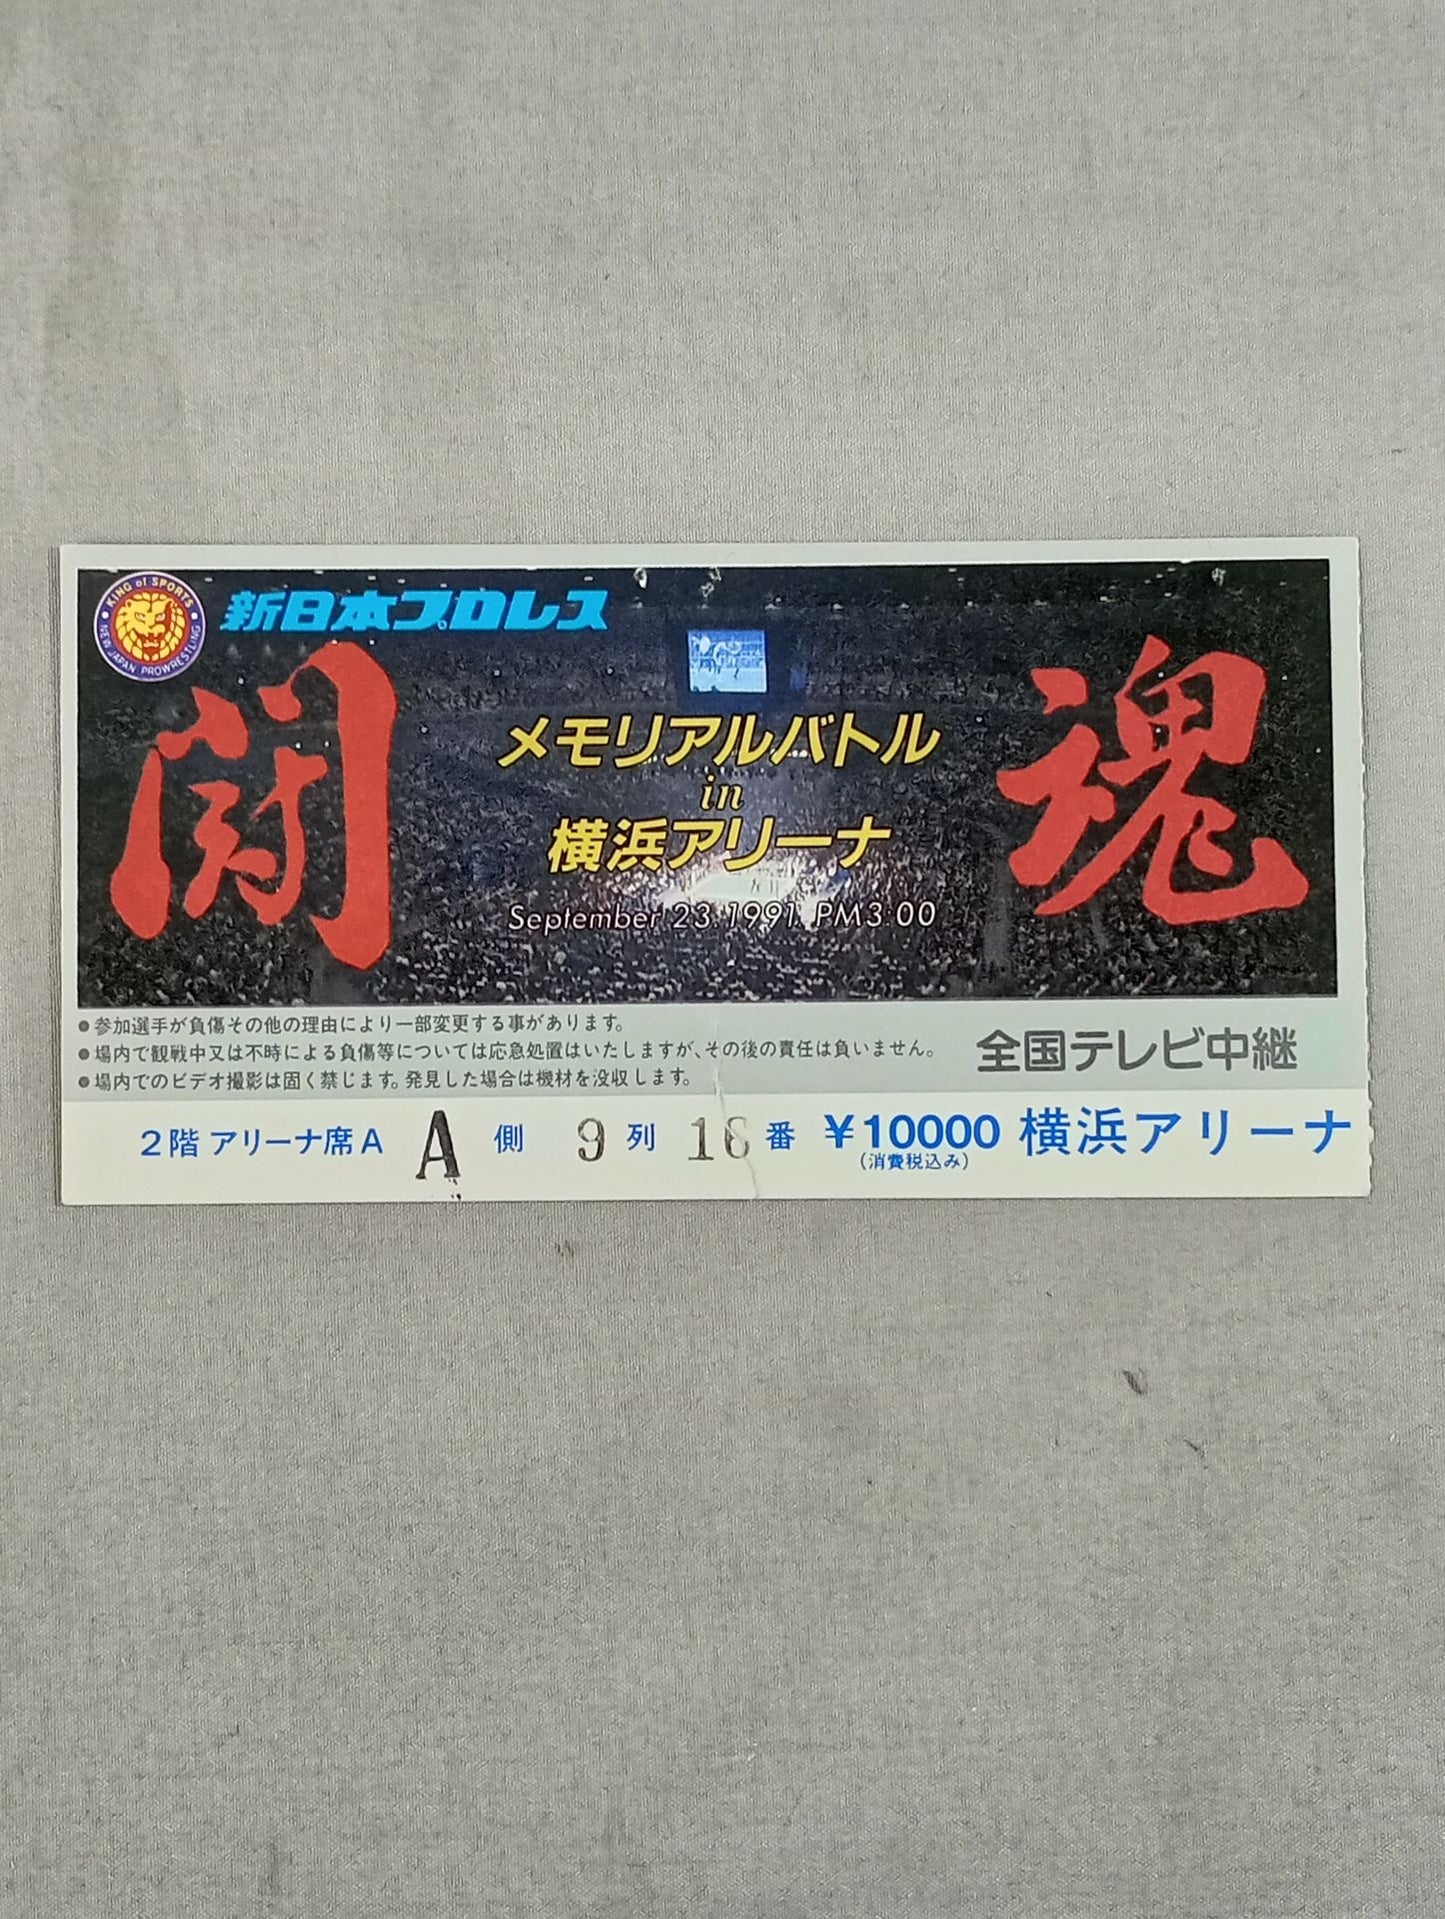 KING of SPORTS
NEW JAPAN PROWRESTLING
新日本プロレス
闘魂
メモリアルバトル
in
横浜アリーナ
September 23. 1991. PM3:00
●参加選手が負傷その他の理由により一部変更する事があります。
●場内で観戦中又は不時による負傷等については応急処置はいたしますが、その後の責任は負いません。
●場内でのビデオ撮影は固く禁じます。発見した場合は機材を没収します。
全国テレビ中継
2階 アリーナ席A A 側 9 列 16 番 ¥10000 横浜アリーナ
(消費税込み)